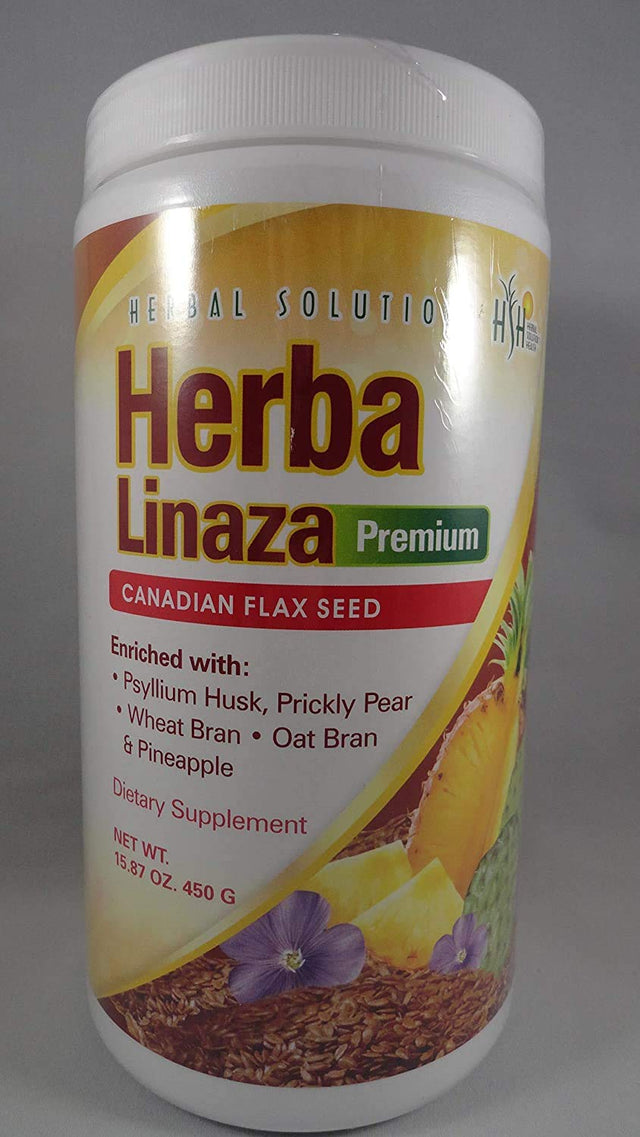 HERBAL SOLUTIO
HSH
Herba
Linaza
Premium
CANADIAN FLAX SEED
Enriched with:
• Psyllium Husk, Prickly Pear
• Wheat Bran • Oat Bran
& Pineapple
Dietary Supplement
NET WT.
15.87 OZ. 450 G